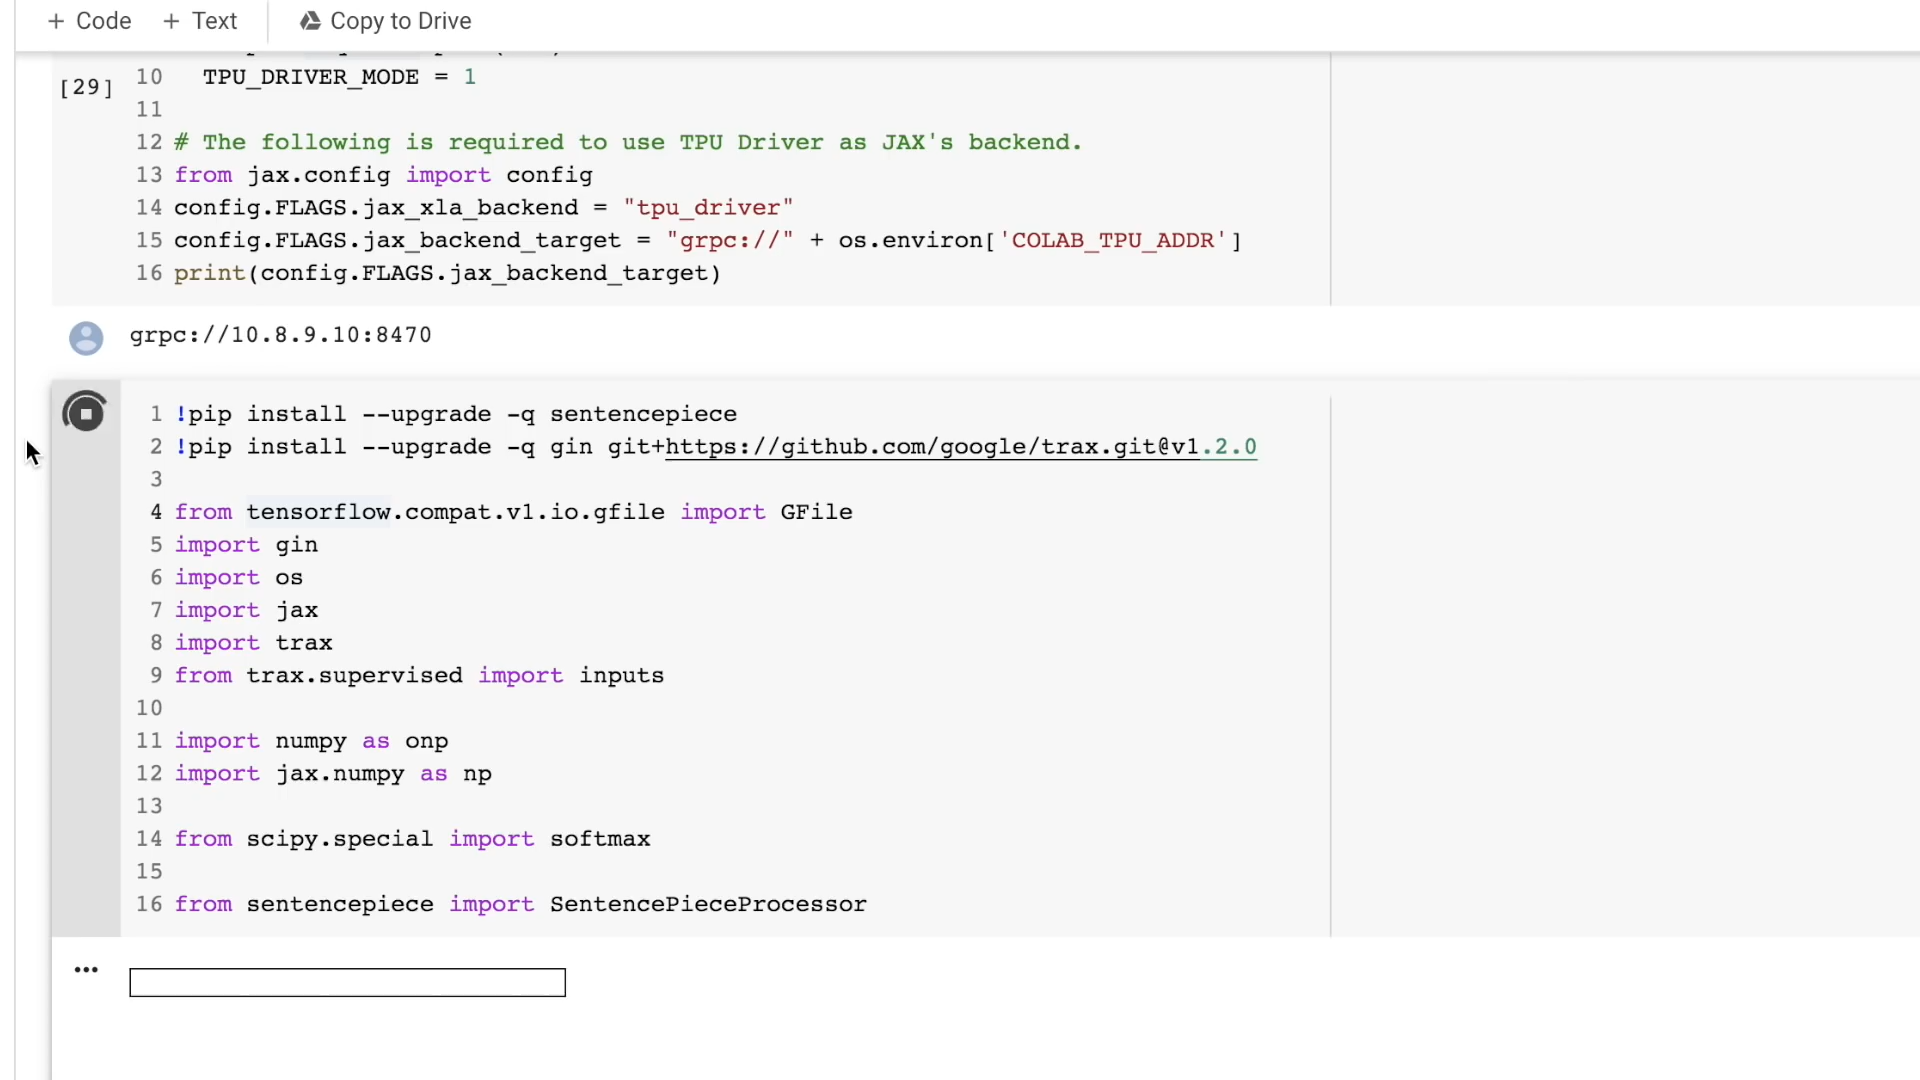 + Code + Text Copy to Drive
[29]
10 TPU_DRIVER_MODE = 1
11
12 # The following is required to use TPU Driver as JAX's backend.
13 from jax.config import config
14 config.FLAGS.jax_xla_backend = "tpu_driver"
15 config.FLAGS.jax_backend_target = "grpc://" + os.environ['COLAB_TPU_ADDR']
16 print(config.FLAGS.jax_backend_target)
grpc://10.8.9.10:8470
1 !pip install --upgrade -q sentencepiece
2 !pip install --upgrade -q gin git+https://github.com/google/trax.git@v1.2.0
3
4 from tensorflow.compat.v1.io.gfile import GFile
5 import gin
6 import os
7 import jax
8 import trax
9 from trax.supervised import inputs
10
11 import numpy as onp
12 import jax.numpy as np
13
14 from scipy.special import softmax
15
16 from sentencepiece import SentencePieceProcessor